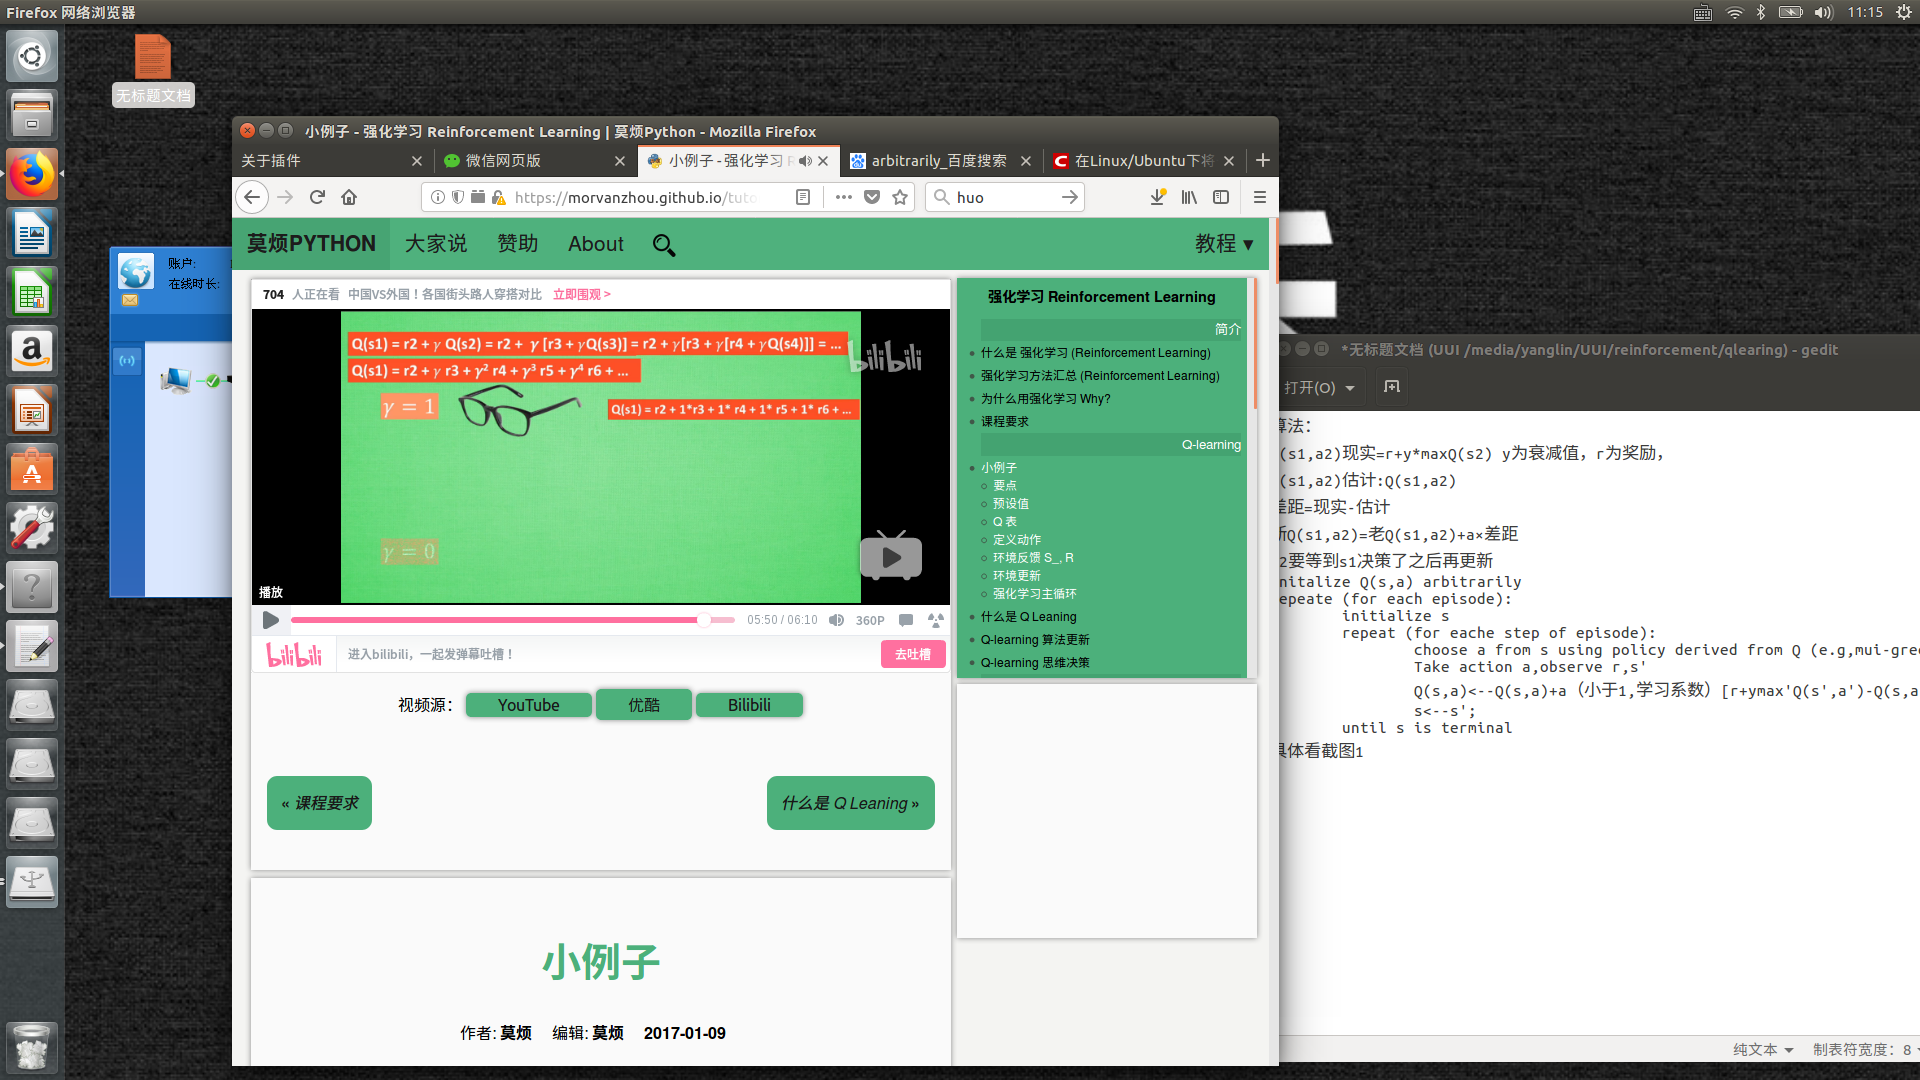 Firefox 网络浏览器
11:15
无标题文档
账户:
在线时长:
小例子 - 强化学习 Reinforcement Learning | 莫烦Python - Mozilla Firefox
关于插件
微信网页版
小例子 - 强化学习 R
arbitrarily_百度搜索
在Linux/Ubuntu下将
https://morvanzhou.github.io/tuto
huo
莫烦PYTHON
大家说
赞助
About
教程 ▾
704 人正在看 中国VS外国！各国街头路人穿搭对比 立即围观 >
Q(s1) = r2 + γ Q(s2) = r2 + γ [r3 + γQ(s3)] = r2 + γ[r3 + γ[r4 + γQ(s4)]] = ...
Q(s1) = r2 + γ r3 + γ² r4 + γ³ r5 + γ⁴ r6 + ...
bilibili
γ = 1
Q(s1) = r2 + 1*r3 + 1* r4 + 1* r5 + 1* r6 + ...
γ = 0
播放
05:50 / 06:10
360P
bilibili
进入bilibili，一起发弹幕吐槽！
去吐槽
视频源：
YouTube
优酷
Bilibili
« 课程要求
什么是 Q Leaning »
小例子
作者: 莫烦 编辑: 莫烦 2017-01-09
强化学习 Reinforcement Learning
简介
什么是 强化学习 (Reinforcement Learning)
强化学习方法汇总 (Reinforcement Learning)
为什么用强化学习 Why?
课程要求
Q-learning
小例子
要点
预设值
Q 表
定义动作
环境反馈 S_, R
环境更新
强化学习主循环
什么是 Q Leaning
Q-learning 算法更新
Q-learning 思维决策
*无标题文档 (UUI /media/yanglin/UUI/reinforcement/qlearing) - gedit
打开(O)
算法：
(s1,a2)现实=r+y*maxQ(s2) y为衰减值，r为奖励，
(s1,a2)估计:Q(s1,a2)
差距=现实-估计
新Q(s1,a2)=老Q(s1,a2)+a×差距
2要等到s1决策了之后再更新
nitalize Q(s,a) arbitrarily
epeate (for each episode):
initialize s
repeat (for eache step of episode):
choose a from s using policy derived from Q (e.g,mui-gree
Take action a,observe r,s'
Q(s,a)<--Q(s,a)+a（小于1,学习系数）[r+ymax'Q(s',a')-Q(s,a
s<--s';
until s is terminal
具体看截图1
纯文本
制表符宽度：8